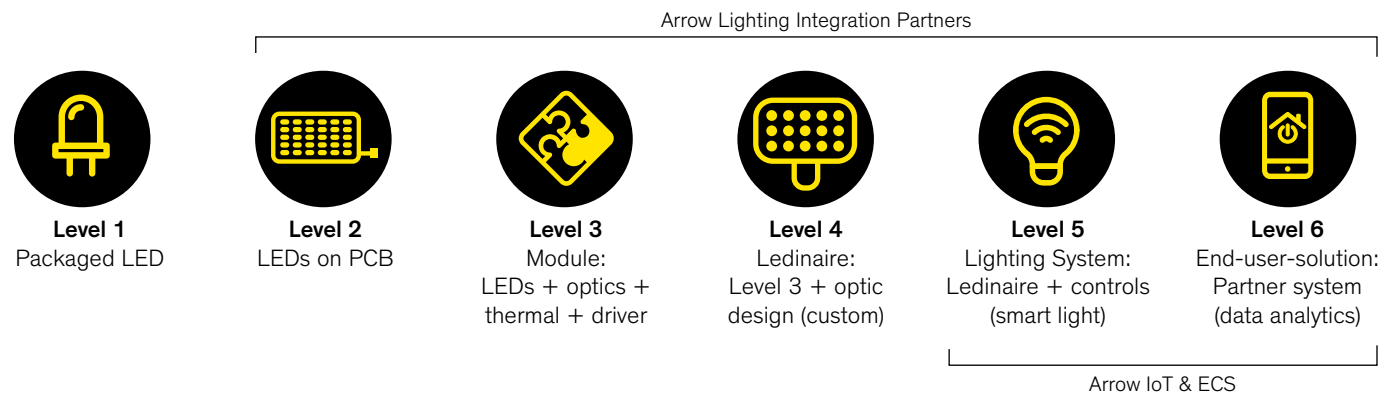 Arrow Lighting Integration Partners
Level 1
Packaged LED
Level 2
LEDs on PCB
Level 3
Module:
LEDs + optics +
thermal + driver
Level 4
Ledinaire:
Level 3 + optic
design (custom)
Level 5
Lighting System:
Ledinaire + controls
(smart light)
Level 6
End-user-solution:
Partner system
(data analytics)
Arrow IoT & ECS